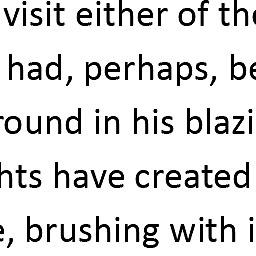 visit either of the
had, perhaps, be
round in his blazi
hts have created
e, brushing with i